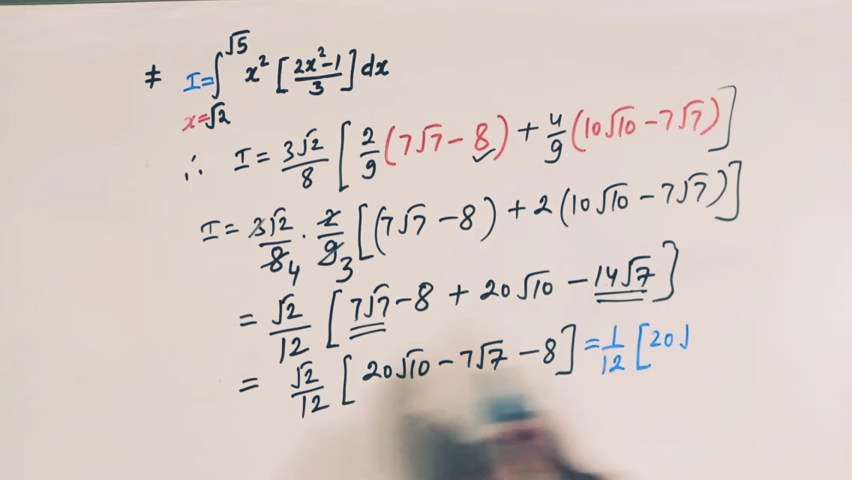 ≠ I = ∫_{x=√2}^{√5} x² [(2x²-1)/3] dx
∴ I = 3√2/8 [2/9 (7√7 - 8) + 4/9 (10√10 - 7√7)]
I = 3√2/8₄ · 2/9₃ [(7√7 - 8) + 2(10√10 - 7√7)]
= √2/12 [7√7 - 8 + 20√10 - 14√7]
= √2/12 [20√10 - 7√7 - 8] = 1/12 [20√